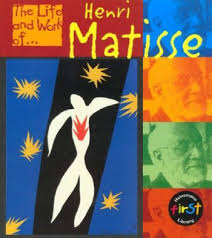 The Life
and Work
of...
Henri
Matisse
Heinemann
first
Library